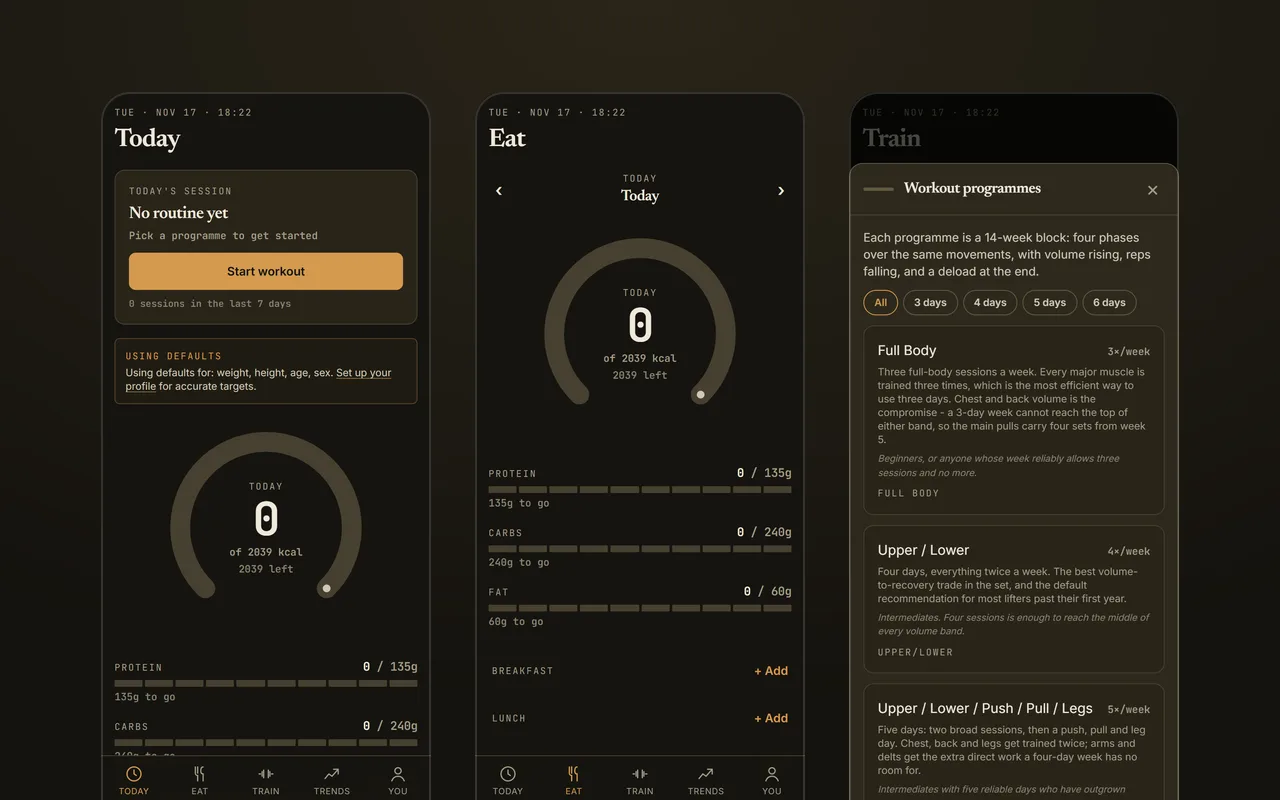 TUE · NOV 17 · 18:22
Today
TODAY'S SESSION
No routine yet
Pick a programme to get started
Start workout
0 sessions in the last 7 days
USING DEFAULTS
Using defaults for: weight, height, age, sex. Set up your
profile for accurate targets.
TODAY
0
of 2039 kcal
2039 left
PROTEIN 0 / 135g
135g to go
CARBS 0 / 240g
240g to go
TODAY EAT TRAIN TRENDS YOU
TUE · NOV 17 · 18:22
Eat
TODAY
‹ Today ›
TODAY
0
of 2039 kcal
2039 left
PROTEIN 0 / 135g
135g to go
CARBS 0 / 240g
240g to go
FAT 0 / 60g
60g to go
BREAKFAST + Add
LUNCH + Add
TODAY EAT TRAIN TRENDS YOU
TUE · NOV 17 · 18:22
Train
Workout programmes ×
Each programme is a 14-week block: four phases
over the same movements, with volume rising, reps
falling, and a deload at the end.
All 3 days 4 days 5 days 6 days
Full Body 3×/week
Three full-body sessions a week. Every major muscle is
trained three times, which is the most efficient way to
use three days. Chest and back volume is the
compromise - a 3-day week cannot reach the top of
either band, so the main pulls carry four sets from week
5.
Beginners, or anyone whose week reliably allows three
sessions and no more.
FULL BODY
Upper / Lower 4×/week
Four days, everything twice a week. The best volume-
to-recovery trade in the set, and the default
recommendation for most lifters past their first year.
Intermediates. Four sessions is enough to reach the middle of
every volume band.
UPPER/LOWER
Upper / Lower / Push / Pull / Legs 5×/week
Five days: two broad sessions, then a push, pull and leg
day. Chest, back and legs get trained twice; arms and
delts get the extra direct work a four-day week has no
room for.
Intermediates with five reliable days who have outgrown